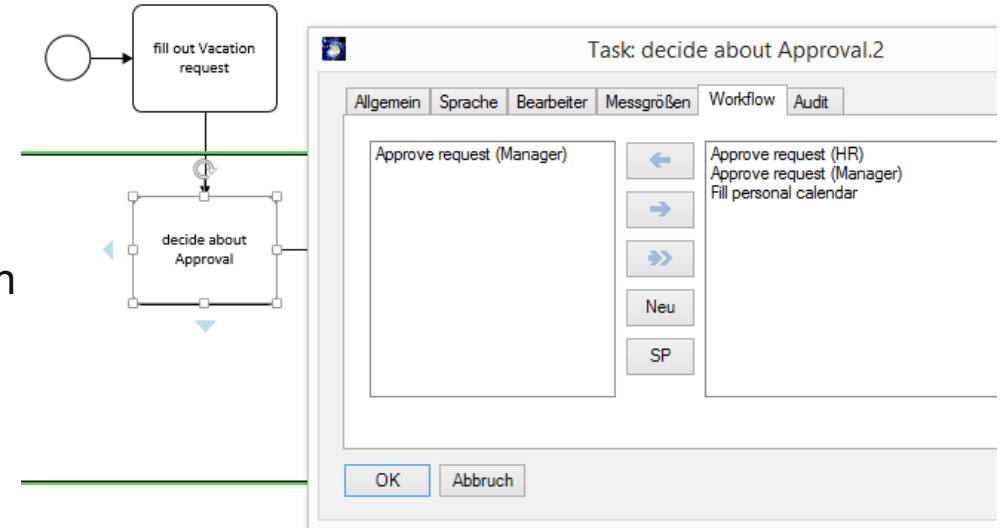 fill out Vacation
request
decide about
Approval
n
Task: decide about Approval.2
Allgemein Sprache Bearbeiter Messgrößen Workflow Audit
Approve request (Manager)
Neu
SP
Approve request (HR)
Approve request (Manager)
Fill personal calendar
OK Abbruch